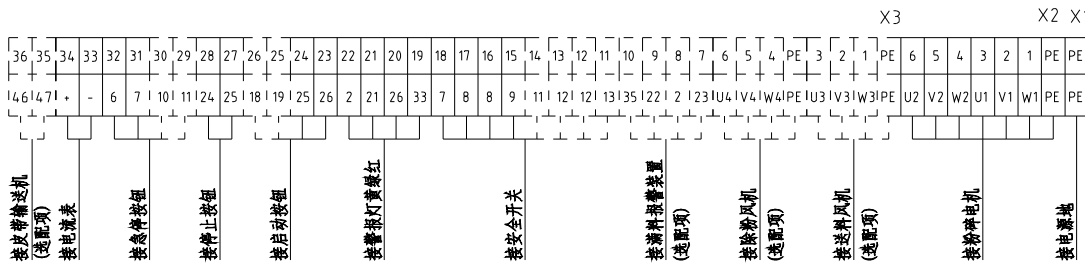 X3 X2 X1
36 35 34 33 32 31 30 29 28 27 26 25 24 23 22 21 20 19 18 17 16 15 14 13 12 11 10 9 8 7 6 5 4 PE 3 2 1 PE 6 5 4 3 2 1 PE PE
46 47 + - 6 7 10 11 24 25 18 19 25 26 2 21 26 33 7 8 8 9 11 12 12 13 35 22 2 23 U4 V4 W4 PE U3 V3 W3 PE U2 V2 W2 U1 V1 W1 PE PE
接皮带输送机
(选配项)
接电流表
接急停按钮
接停止按钮
接启动按钮
接警报灯黄绿红
接安全开关
接满料报警装置
(选配项)
接除粉风机
(选配项)
接送料风机
(选配项)
接粉碎电机
接电源地